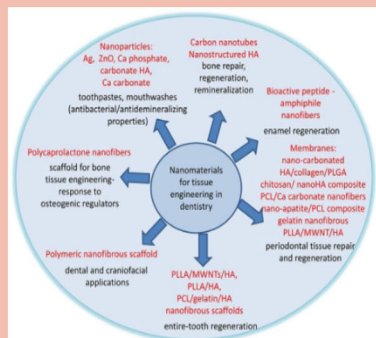 Nanoparticles:
Ag, ZnO, Ca phosphate,
carbonate HA,
Ca carbonate
toothpastes, mouthwashes
(antibacterial/antidemineralizing
properties)
Carbon nanotubes
Nanostructured HA
bone repair,
regeneration,
remineralization
Bioactive peptide -
amphiphile
nanofibers
enamel regeneration
Membranes:
nano-carbonated
HA/collagen/PLGA
chitosan/ nanoHA composite
PCL/Ca carbonate nanofibers
nano-apatite/PCL composite
gelatin nanofibrous
PLLA/MWNT/HA
periodontal tissue repair
and regeneration
PLLA/MWNTs/HA,
PLLA/HA,
PCL/gelatin/HA
nanofibrous scaffolds
entire-tooth regeneration
Polymeric nanofibrous scaffold
dental and craniofacial
applications
Polycaprolactone nanofibers
scaffold for bone
tissue engineering-
response to
osteogenic regulators
Nanomaterials
for tissue
engineering in
dentistry